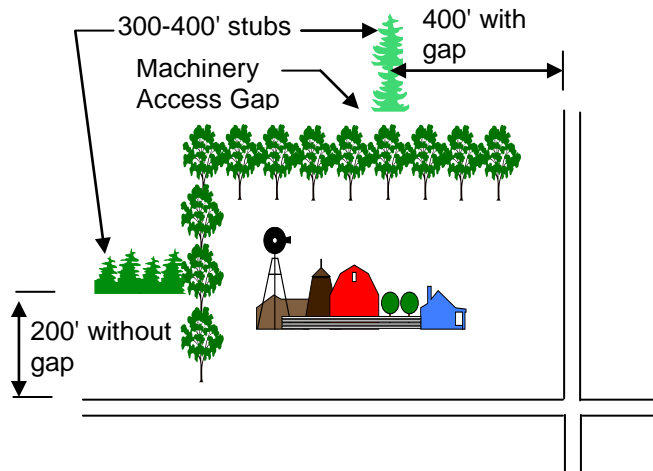 300-400' stubs
400' with
gap
Machinery
Access Gap
200' without
gap